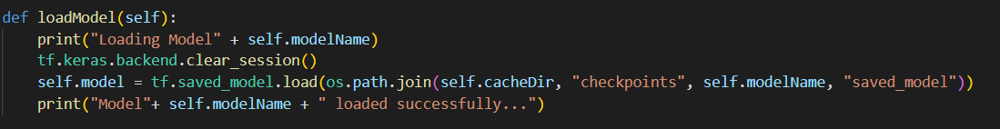 def loadModel(self):
    print("Loading Model" + self.modelName)
    tf.keras.backend.clear_session()
    self.model = tf.saved_model.load(os.path.join(self.cacheDir, "checkpoints", self.modelName, "saved_model"))
    print("Model"+ self.modelName + " loaded successfully...")